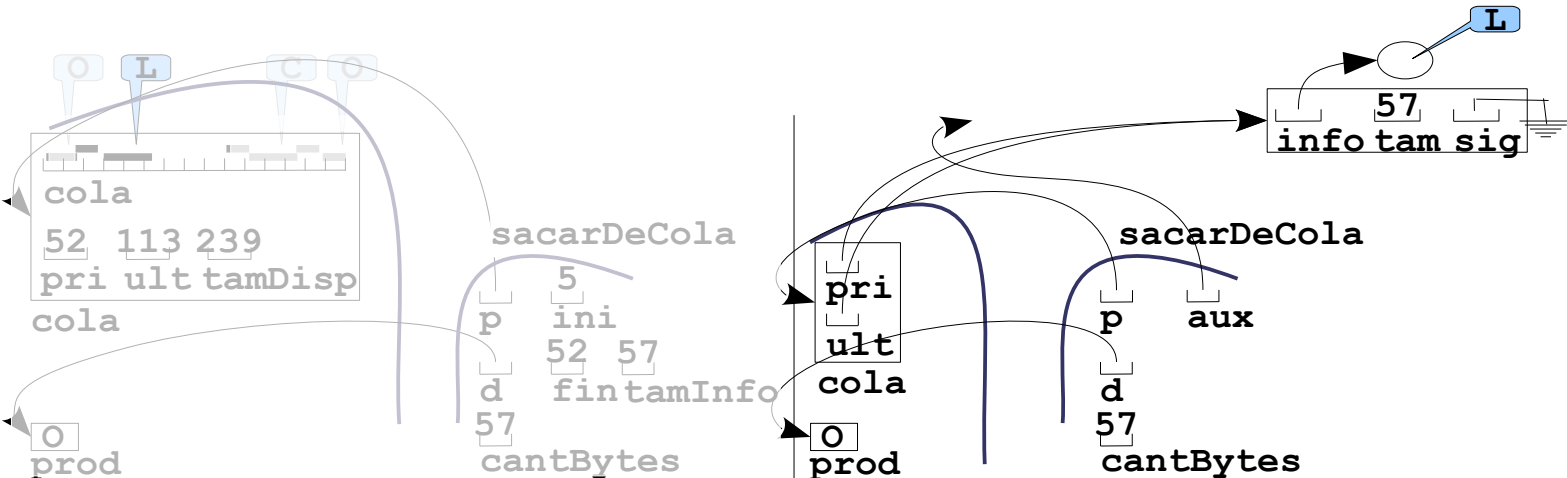 O L C O
cola
52 113 239
pri ult tamDisp
cola
sacarDeCola
5
p ini
52 57
d fin tamInfo
57
cantBytes
O
prod
L
57
info tam sig
sacarDeCola
pri
p aux
ult
cola
d
57
cantBytes
O
prod